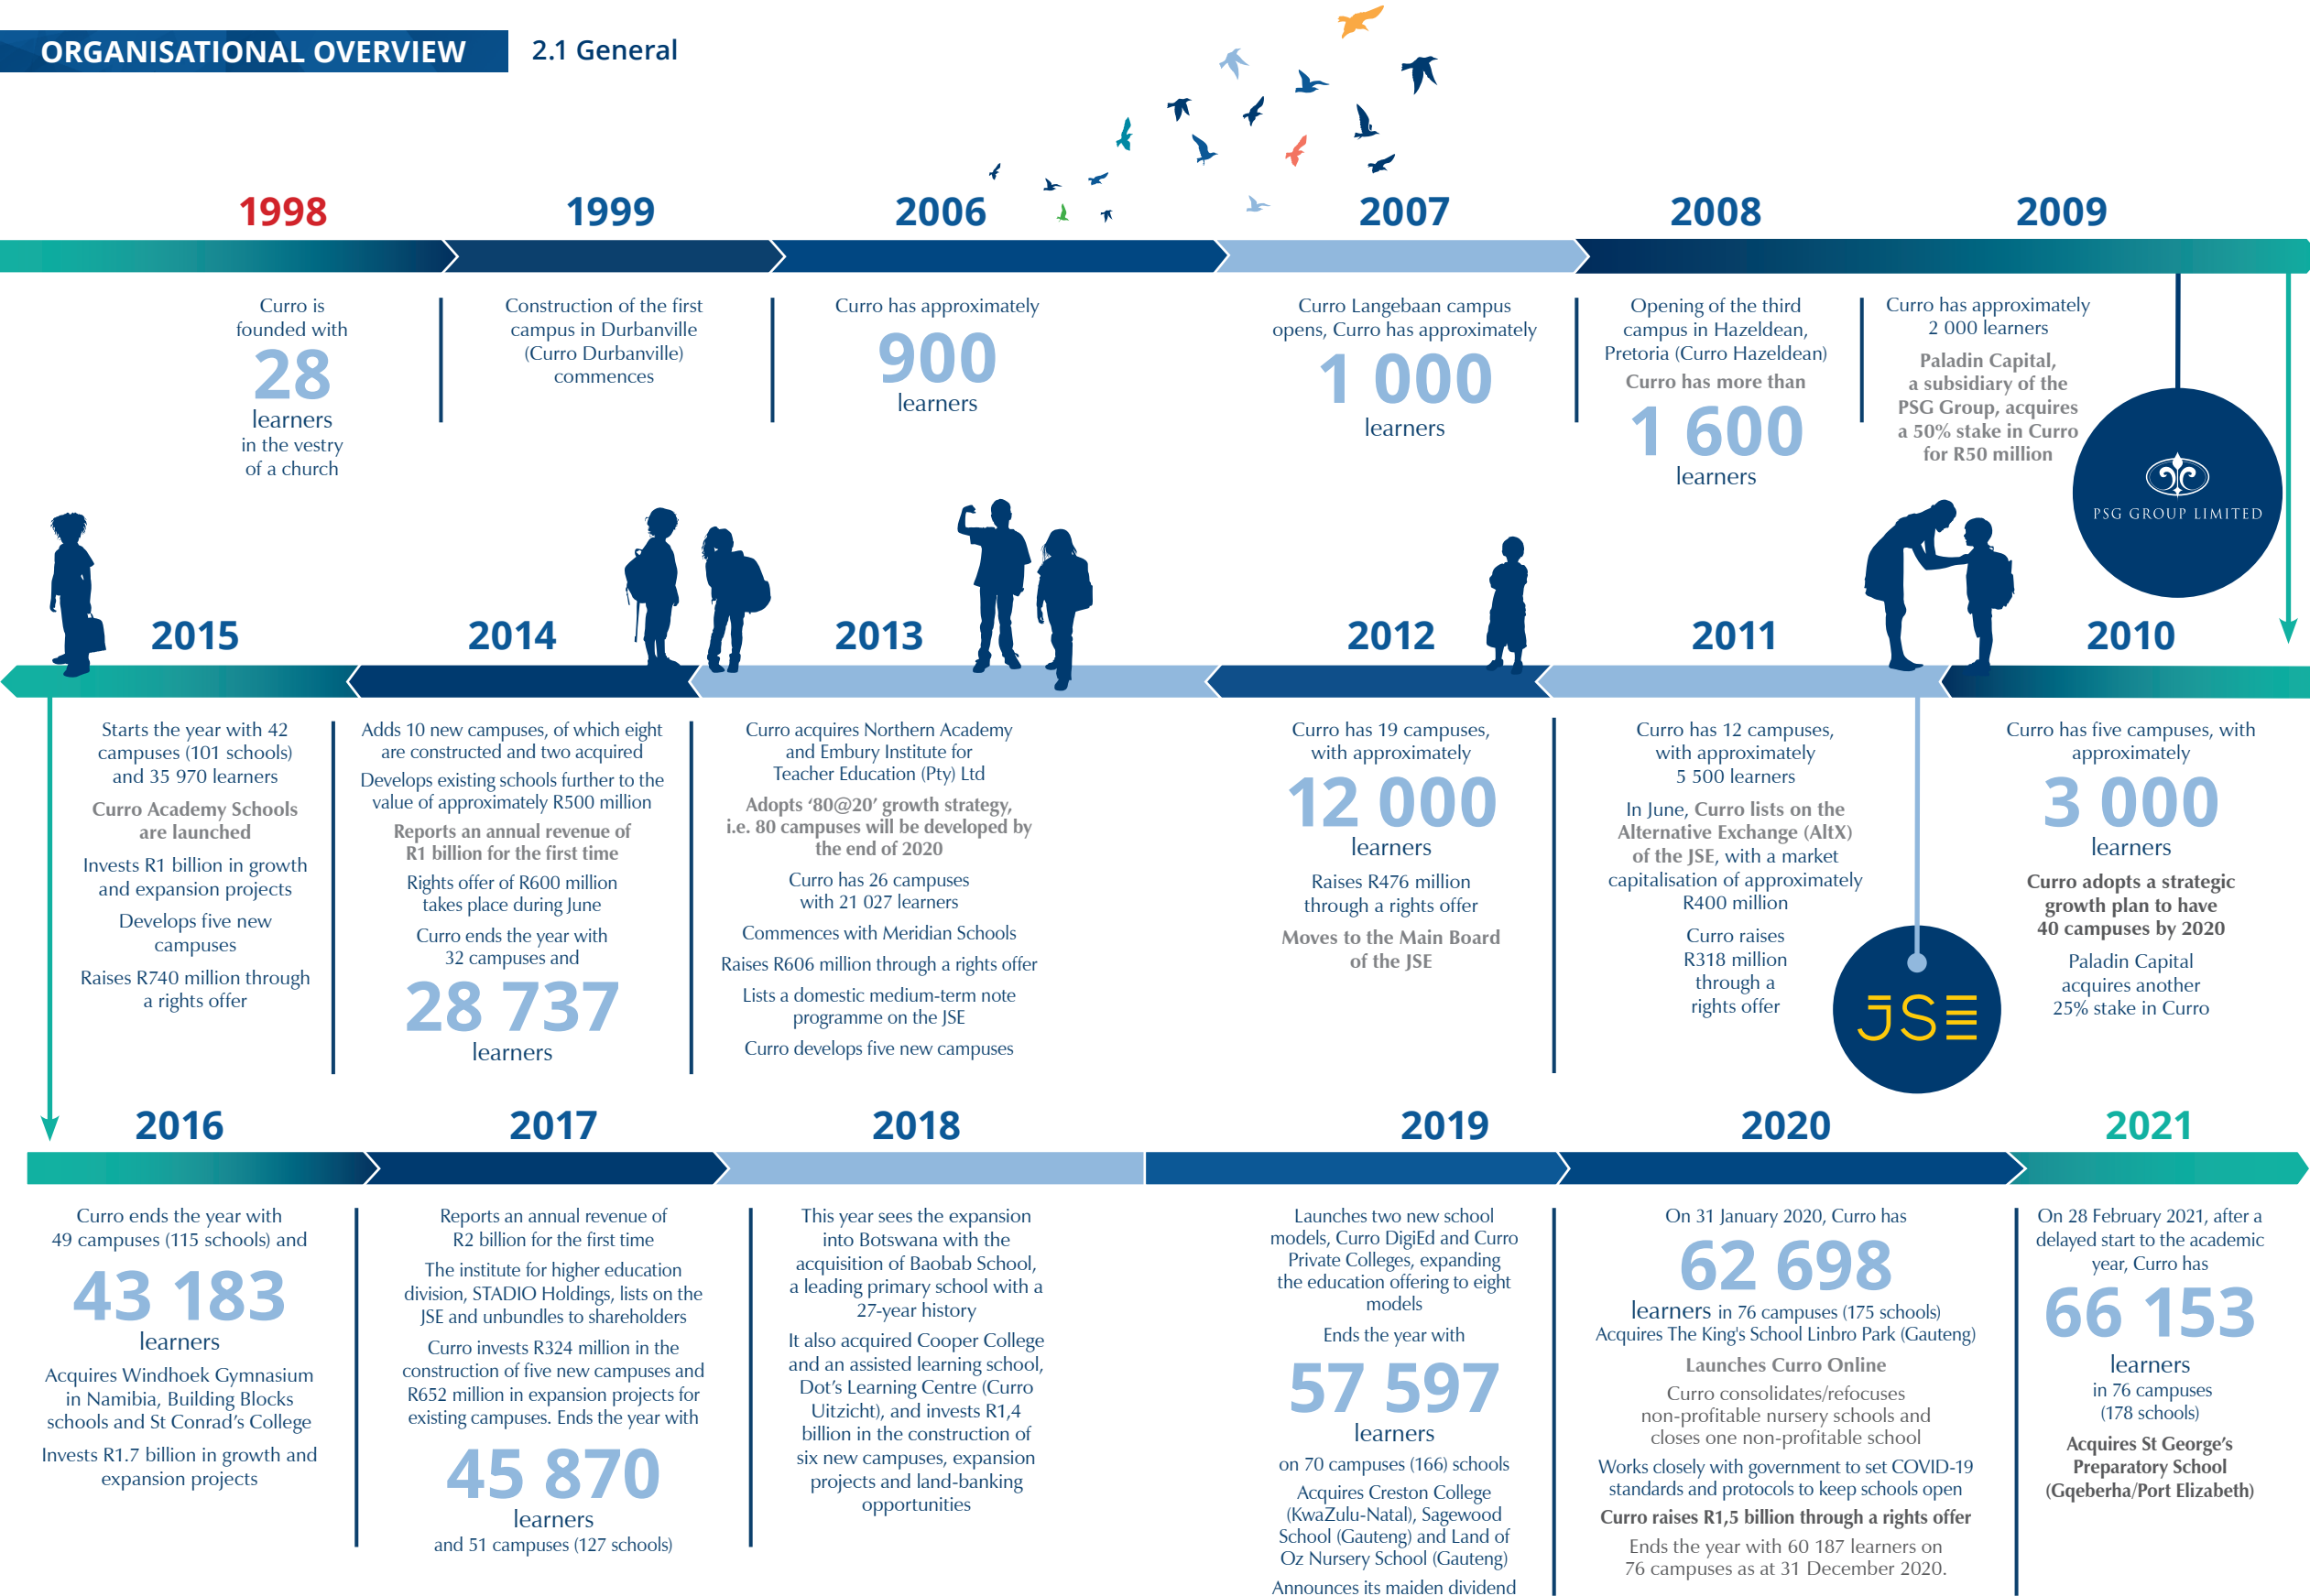 ORGANISATIONAL OVERVIEW
2.1 General
1998
Curro is
founded with
28
learners
in the vestry
of a church
1999
Construction of the first
campus in Durbanville
(Curro Durbanville)
commences
2006
Curro has approximately
900
learners
2007
Curro Langebaan campus
opens, Curro has approximately
1 000
learners
2008
Opening of the third
campus in Hazeldean,
Pretoria (Curro Hazeldean)
Curro has more than
1 600
learners
2009
Curro has approximately
2 000 learners
Paladin Capital,
a subsidiary of the
PSG Group, acquires
a 50% stake in Curro
for R50 million
PSG GROUP LIMITED
2010
Curro has five campuses, with
approximately
3 000
learners
Curro adopts a strategic
growth plan to have
40 campuses by 2020
Paladin Capital
acquires another
25% stake in Curro
2011
Curro has 12 campuses,
with approximately
5 500 learners
In June, Curro lists on the
Alternative Exchange (AltX)
of the JSE, with a market
capitalisation of approximately
R400 million
Curro raises
R318 million
through a
rights offer
JSE
2012
Curro has 19 campuses,
with approximately
12 000
learners
Raises R476 million
through a rights offer
Moves to the Main Board
of the JSE
2013
Curro acquires Northern Academy
and Embury Institute for
Teacher Education (Pty) Ltd
Adopts ‘80@20’ growth strategy,
i.e. 80 campuses will be developed by
the end of 2020
Curro has 26 campuses
with 21 027 learners
Commences with Meridian Schools
Raises R606 million through a rights offer
Lists a domestic medium-term note
programme on the JSE
Curro develops five new campuses
2014
Adds 10 new campuses, of which eight
are constructed and two acquired
Develops existing schools further to the
value of approximately R500 million
Reports an annual revenue of
R1 billion for the first time
Rights offer of R600 million
takes place during June
Curro ends the year with
32 campuses and
28 737
learners
2015
Starts the year with 42
campuses (101 schools)
and 35 970 learners
Curro Academy Schools
are launched
Invests R1 billion in growth
and expansion projects
Develops five new
campuses
Raises R740 million through
a rights offer
2016
Curro ends the year with
49 campuses (115 schools) and
43 183
learners
Acquires Windhoek Gymnasium
in Namibia, Building Blocks
schools and St Conrad’s College
Invests R1.7 billion in growth and
expansion projects
2017
Reports an annual revenue of
R2 billion for the first time
The institute for higher education
division, STADIO Holdings, lists on the
JSE and unbundles to shareholders
Curro invests R324 million in the
construction of five new campuses and
R652 million in expansion projects for
existing campuses. Ends the year with
45 870
learners
and 51 campuses (127 schools)
2018
This year sees the expansion
into Botswana with the
acquisition of Baobab School,
a leading primary school with a
27-year history
It also acquired Cooper College
and an assisted learning school,
Dot’s Learning Centre (Curro
Uitzicht), and invests R1,4
billion in the construction of
six new campuses, expansion
projects and land-banking
opportunities
2019
Launches two new school
models, Curro DigiEd and Curro
Private Colleges, expanding
the education offering to eight
models
Ends the year with
57 597
learners
on 70 campuses (166) schools
Acquires Creston College
(KwaZulu-Natal), Sagewood
School (Gauteng) and Land of
Oz Nursery School (Gauteng)
Announces its maiden dividend
2020
On 31 January 2020, Curro has
62 698
learners in 76 campuses (175 schools)
Acquires The King's School Linbro Park (Gauteng)
Launches Curro Online
Curro consolidates/refocuses
non-profitable nursery schools and
closes one non-profitable school
Works closely with government to set COVID-19
standards and protocols to keep schools open
Curro raises R1,5 billion through a rights offer
Ends the year with 60 187 learners on
76 campuses as at 31 December 2020.
2021
On 28 February 2021, after a
delayed start to the academic
year, Curro has
66 153
learners
in 76 campuses
(178 schools)
Acquires St George’s
Preparatory School
(Gqeberha/Port Elizabeth)